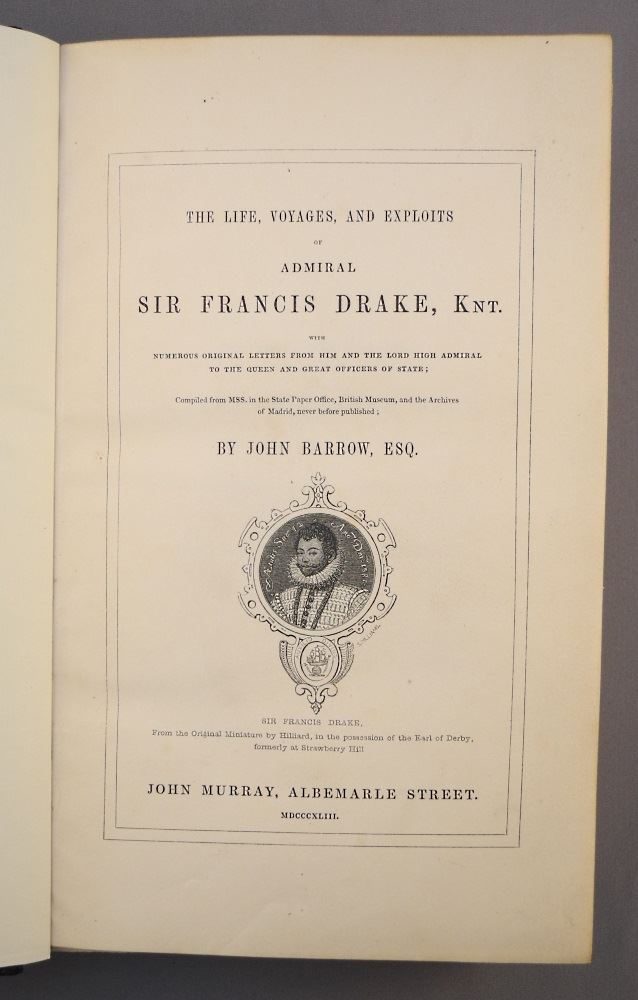 THE LIFE, VOYAGES, AND EXPLOITS
OF
ADMIRAL
SIR FRANCIS DRAKE, KNT.
WITH
NUMEROUS ORIGINAL LETTERS FROM HIM AND THE LORD HIGH ADMIRAL
TO THE QUEEN AND GREAT OFFICERS OF STATE;
Compiled from MSS. in the State Paper Office, British Museum, and the Archives
of Madrid, never before published;
BY JOHN BARROW, ESQ.
SIR FRANCIS DRAKE,
From the Original Miniature by Hilliard, in the possession of the Earl of Derby,
formerly at Strawberry Hill
JOHN MURRAY, ALBEMARLE STREET.
MDCCCXLIII.